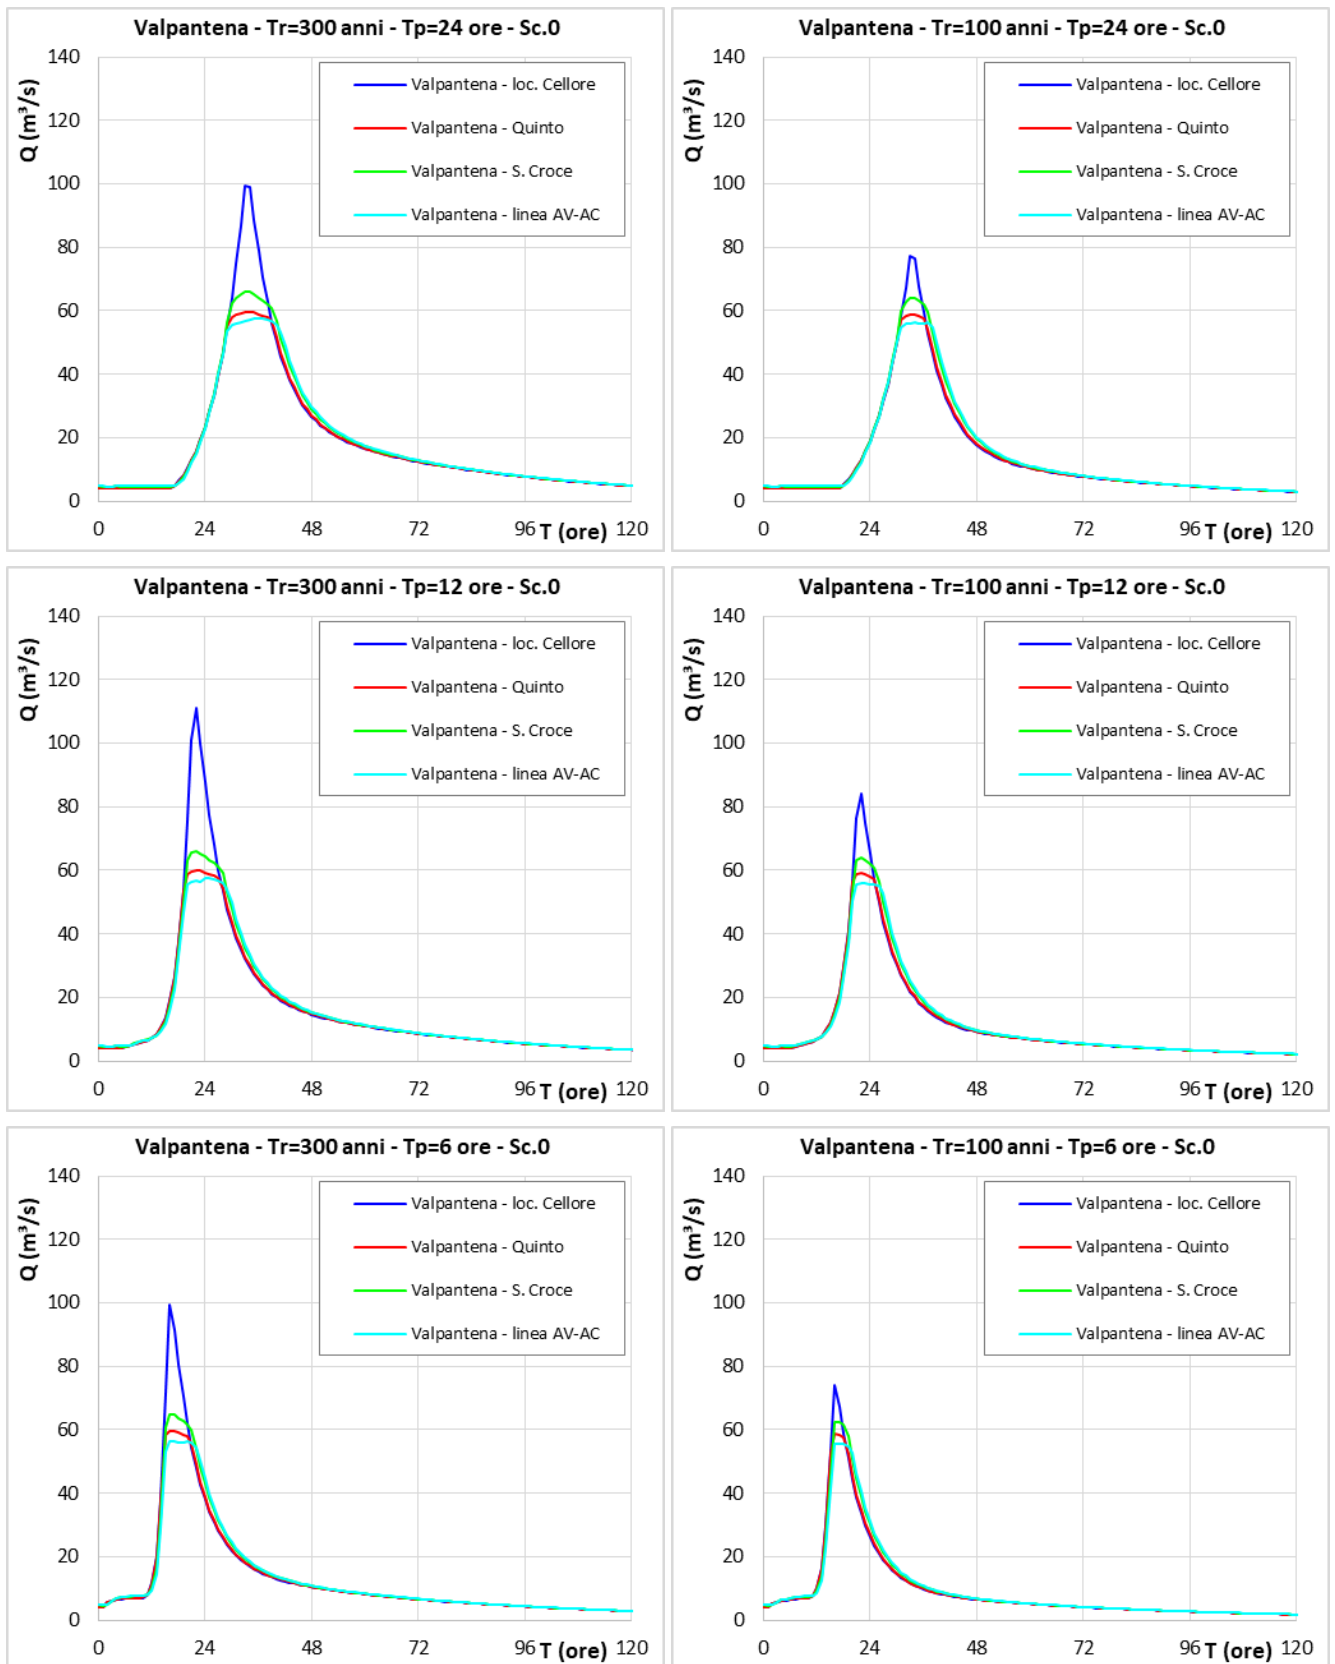 Valpantena - Tr=300 anni - Tp=24 ore - Sc.0
Q (m³/s)
140
120
100
80
60
40
20
0
Valpantena - loc. Cellore
Valpantena - Quinto
Valpantena - S. Croce
Valpantena - linea AV-AC
0 24 48 72 96 T (ore) 120
Valpantena - Tr=100 anni - Tp=24 ore - Sc.0
Q (m³/s)
140
120
100
80
60
40
20
0
Valpantena - loc. Cellore
Valpantena - Quinto
Valpantena - S. Croce
Valpantena - linea AV-AC
0 24 48 72 96 T (ore) 120
Valpantena - Tr=300 anni - Tp=12 ore - Sc.0
Q (m³/s)
140
120
100
80
60
40
20
0
Valpantena - loc. Cellore
Valpantena - Quinto
Valpantena - S. Croce
Valpantena - linea AV-AC
0 24 48 72 96 T (ore) 120
Valpantena - Tr=100 anni - Tp=12 ore - Sc.0
Q (m³/s)
140
120
100
80
60
40
20
0
Valpantena - loc. Cellore
Valpantena - Quinto
Valpantena - S. Croce
Valpantena - linea AV-AC
0 24 48 72 96 T (ore) 120
Valpantena - Tr=300 anni - Tp=6 ore - Sc.0
Q (m³/s)
140
120
100
80
60
40
20
0
Valpantena - loc. Cellore
Valpantena - Quinto
Valpantena - S. Croce
Valpantena - linea AV-AC
0 24 48 72 96 T (ore) 120
Valpantena - Tr=100 anni - Tp=6 ore - Sc.0
Q (m³/s)
140
120
100
80
60
40
20
0
Valpantena - loc. Cellore
Valpantena - Quinto
Valpantena - S. Croce
Valpantena - linea AV-AC
0 24 48 72 96 T (ore) 120